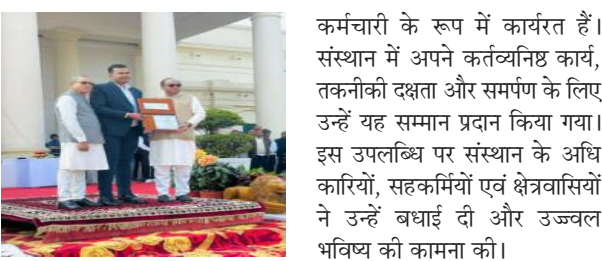 कर्मचारी के रूप में कार्यरत हैं।
संस्थान में अपने कर्तव्यनिष्ठ कार्य,
तकनीकी दक्षता और समर्पण के लिए
उन्हें यह सम्मान प्रदान किया गया।
इस उपलब्धि पर संस्थान के अधि
कारियों, सहकर्मियों एवं क्षेत्रवासियों
ने उन्हें बधाई दी और उज्ज्वल
भविष्य की कामना की।